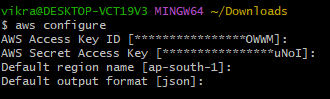 vikra@DESKTOP-VCT19V3 MINGW64 ~/Downloads
$ aws configure
AWS Access Key ID [****************OWWM]:
AWS Secret Access Key [****************uNoI]:
Default region name [ap-south-1]:
Default output format [json]: